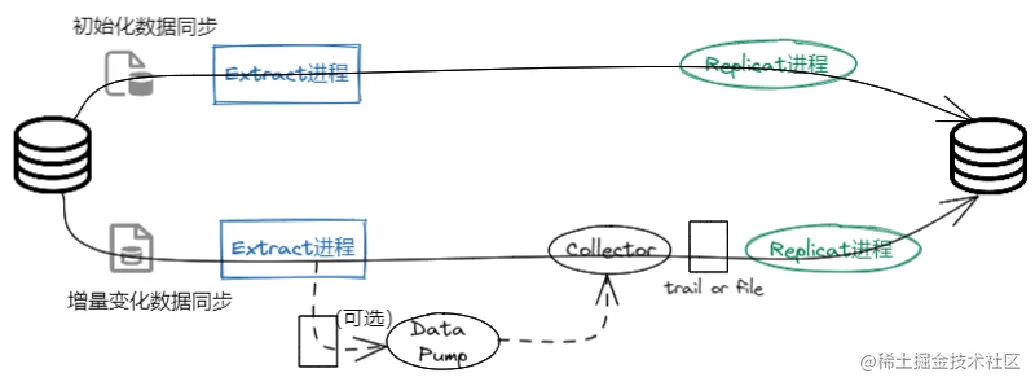 初始化数据同步
Extract进程
Replicat进程
Extract进程
Collector
Replicat进程
trail or file
增量变化数据同步
(可选)
Data
Pump
@稀土掘金技术社区